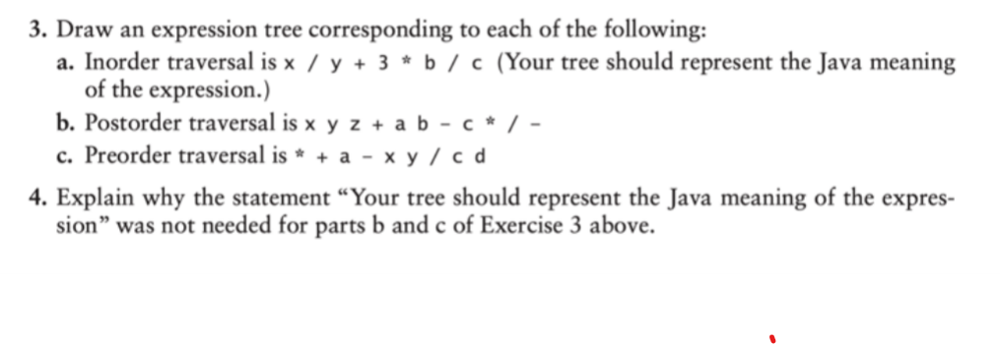 3. Draw an expression tree corresponding to each of the following:
a. Inorder traversal is x / y + 3 * b / c (Your tree should represent the Java meaning
of the expression.)
b. Postorder traversal is x y z + a b - c * / -
c. Preorder traversal is * + a - x y / c d
4. Explain why the statement “Your tree should represent the Java meaning of the expres-
sion” was not needed for parts b and c of Exercise 3 above.